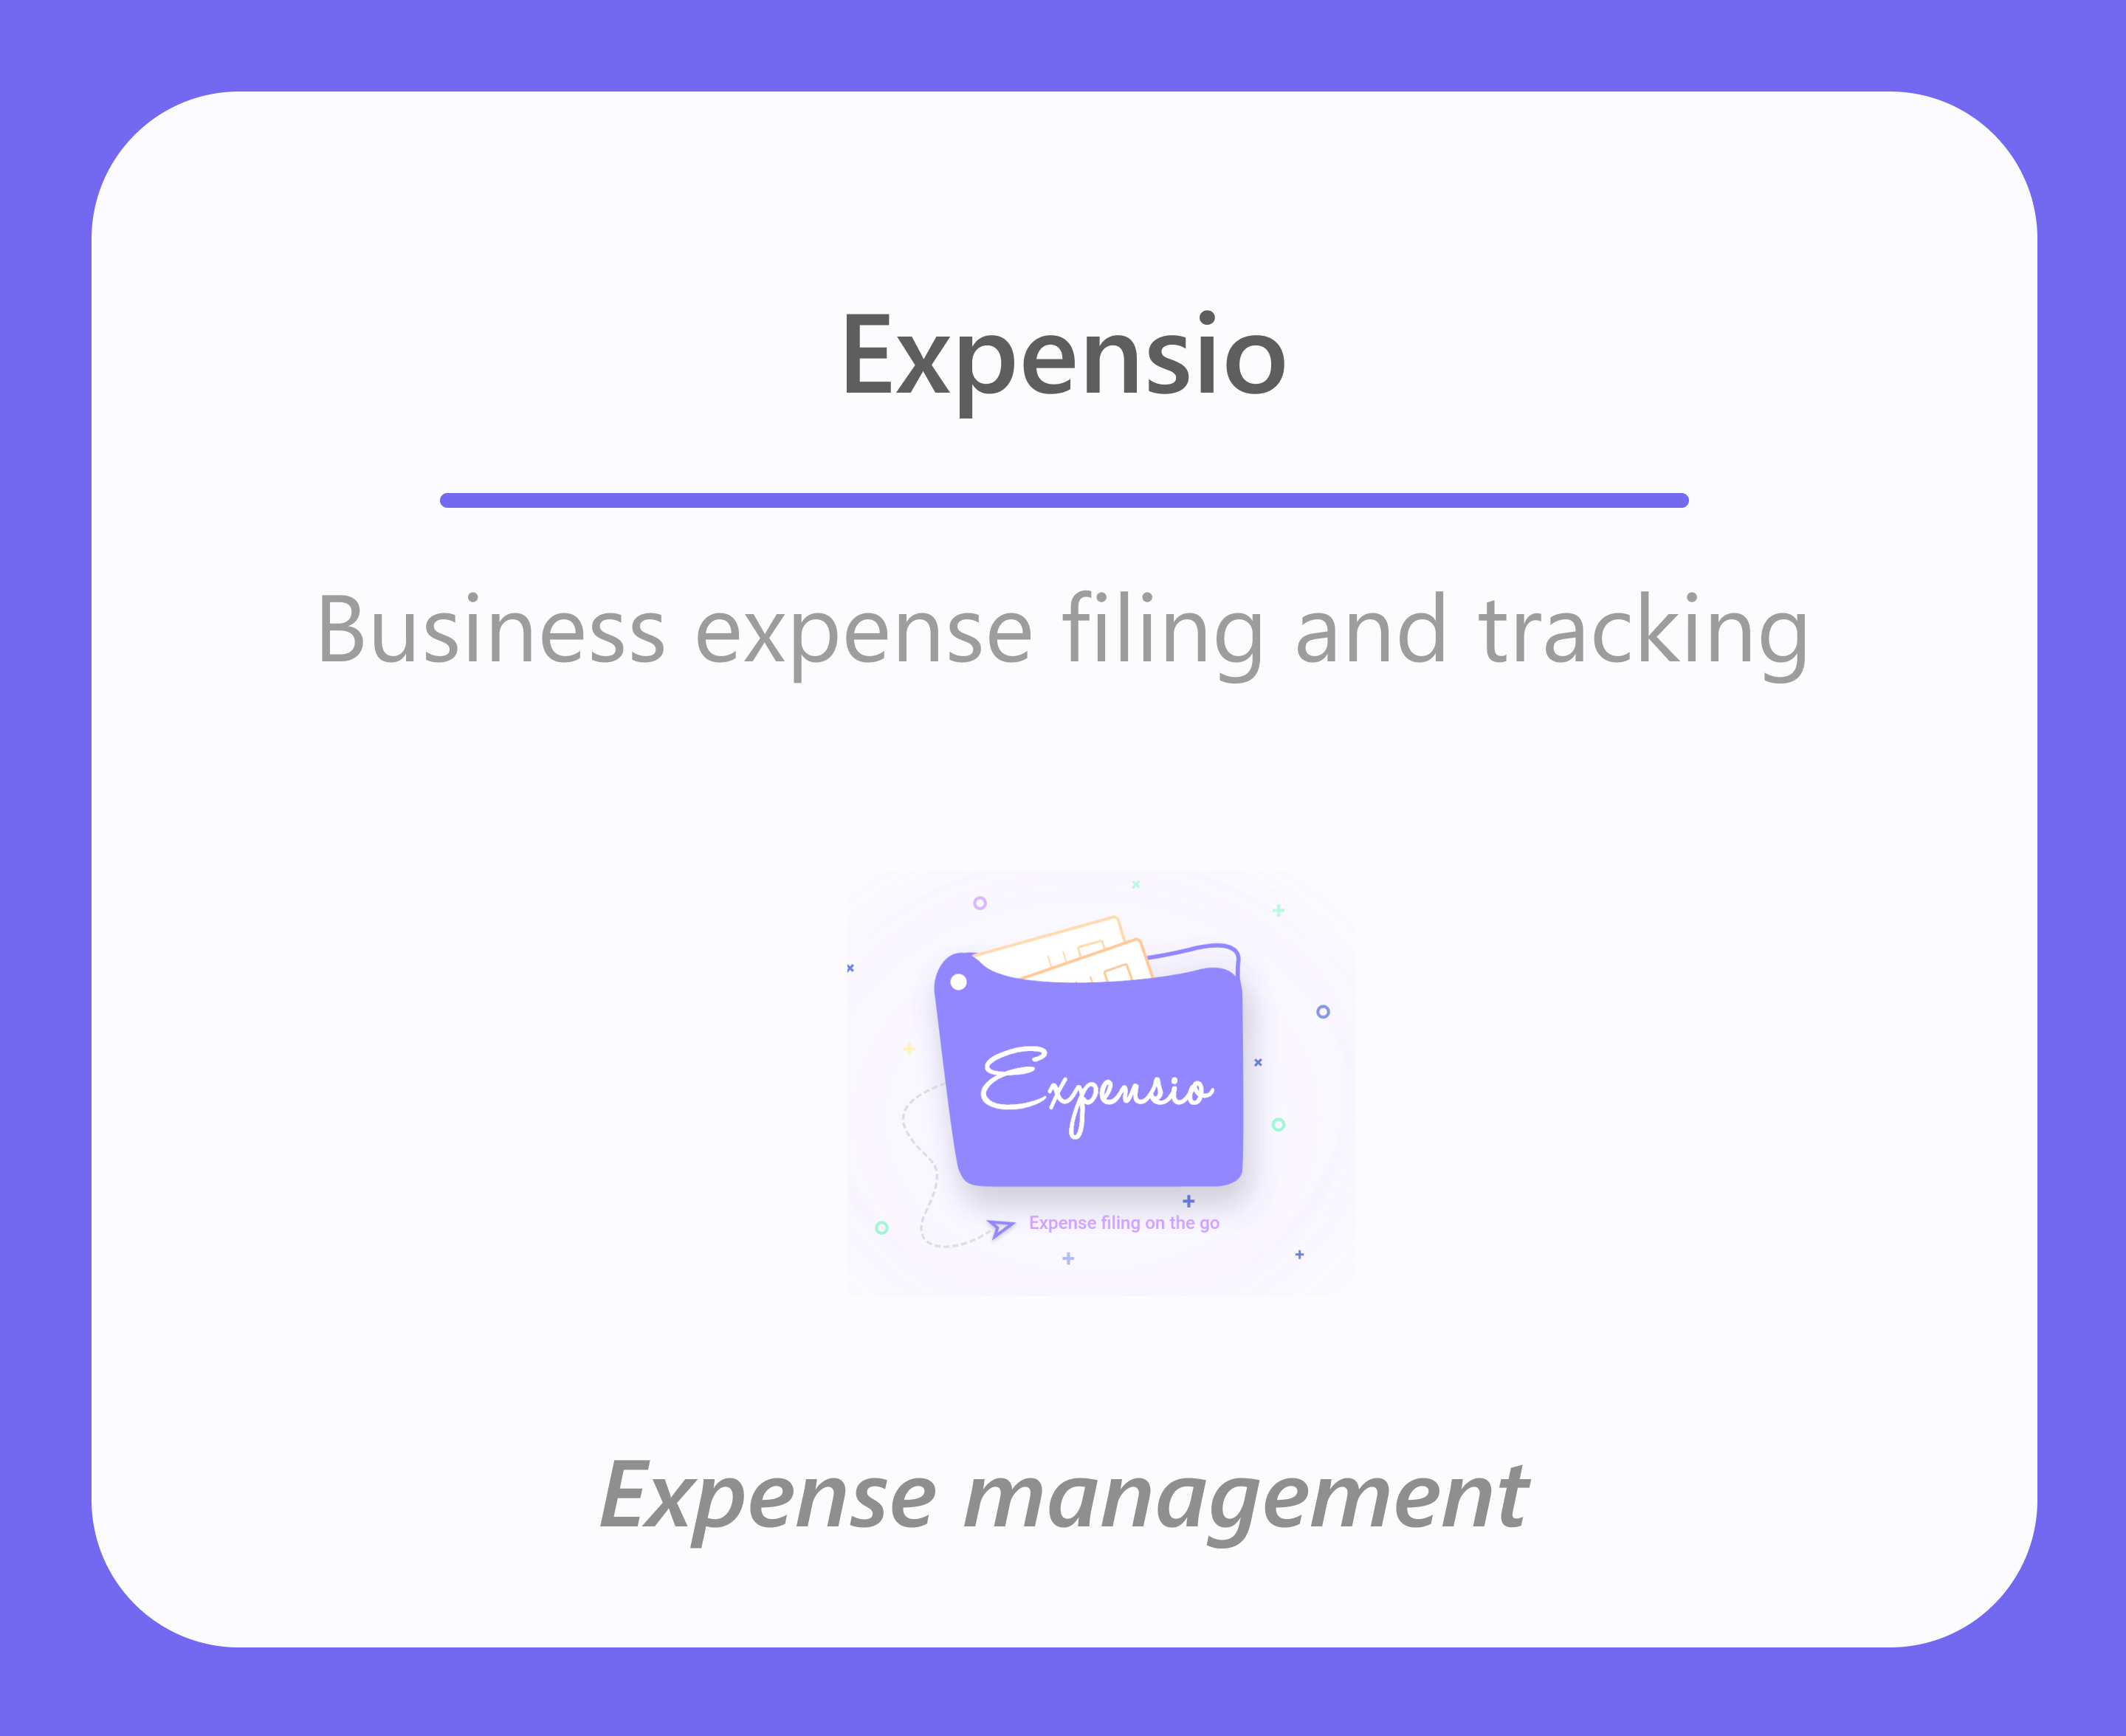 Expensio
Business expense filing and tracking
Expensio
Expense filing on the go
Expense management